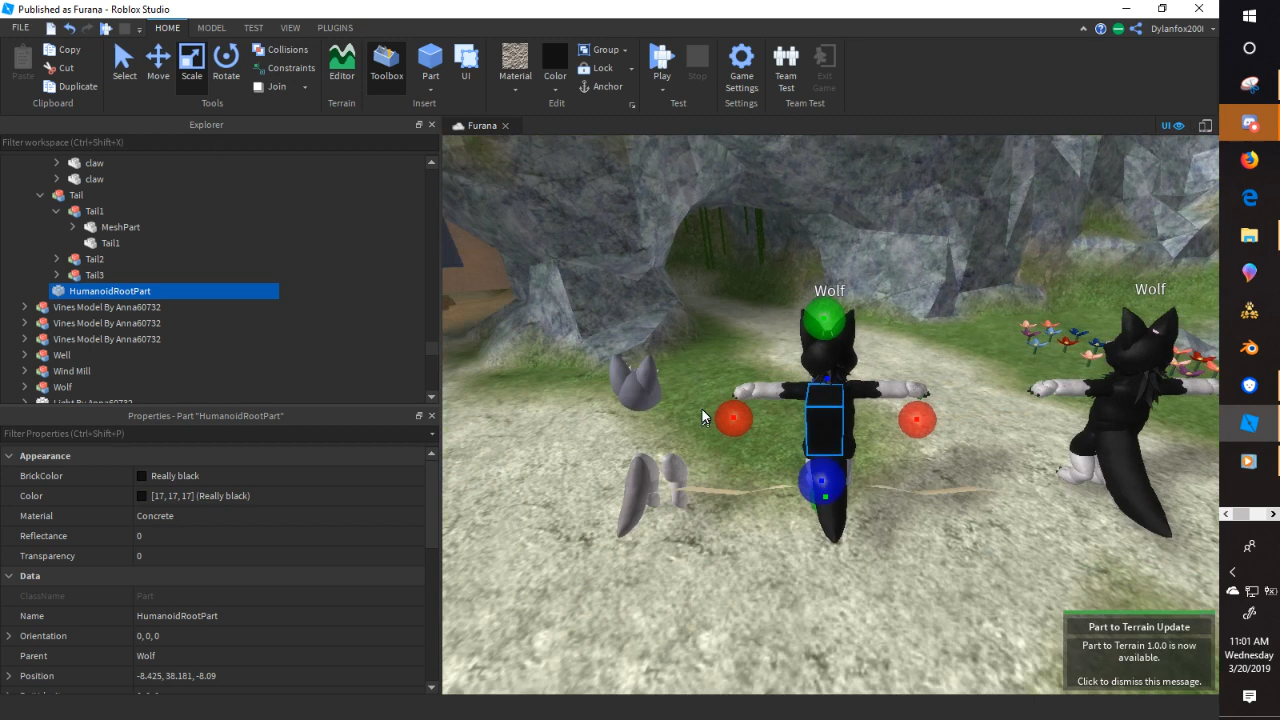 Published as Furana - Roblox Studio
FILE
HOME MODEL TEST VIEW PLUGINS
Dylanfox200i
Paste
Copy
Cut
Duplicate
Clipboard
Select Move Scale Rotate
Collisions
Constraints
Join
Tools
Editor
Terrain
Toolbox Part UI
Insert
Material Color
Group
Lock
Anchor
Edit
Play Stop
Test
Game Settings
Settings
Team Test
Exit Game
Team Test
Explorer
Filter workspace (Ctrl+Shift+X)
claw
claw
Tail
Tail1
MeshPart
Tail1
Tail2
Tail3
HumanoidRootPart
Vines Model By Anna60732
Vines Model By Anna60732
Vines Model By Anna60732
Well
Wind Mill
Wolf
Light By Anna60732
Properties - Part "HumanoidRootPart"
Filter Properties (Ctrl+Shift+P)
Appearance
BrickColor Really black
Color [17, 17, 17] (Really black)
Material Concrete
Reflectance 0
Transparency 0
Data
ClassName Part
Name HumanoidRootPart
Orientation 0, 0, 0
Parent Wolf
Position -8.425, 38.181, -8.09
Furana
UI
Wolf
Wolf
Part to Terrain Update
Part to Terrain 1.0.0 is now
available.
Click to dismiss this message.
11:01 AM
Wednesday
3/20/2019